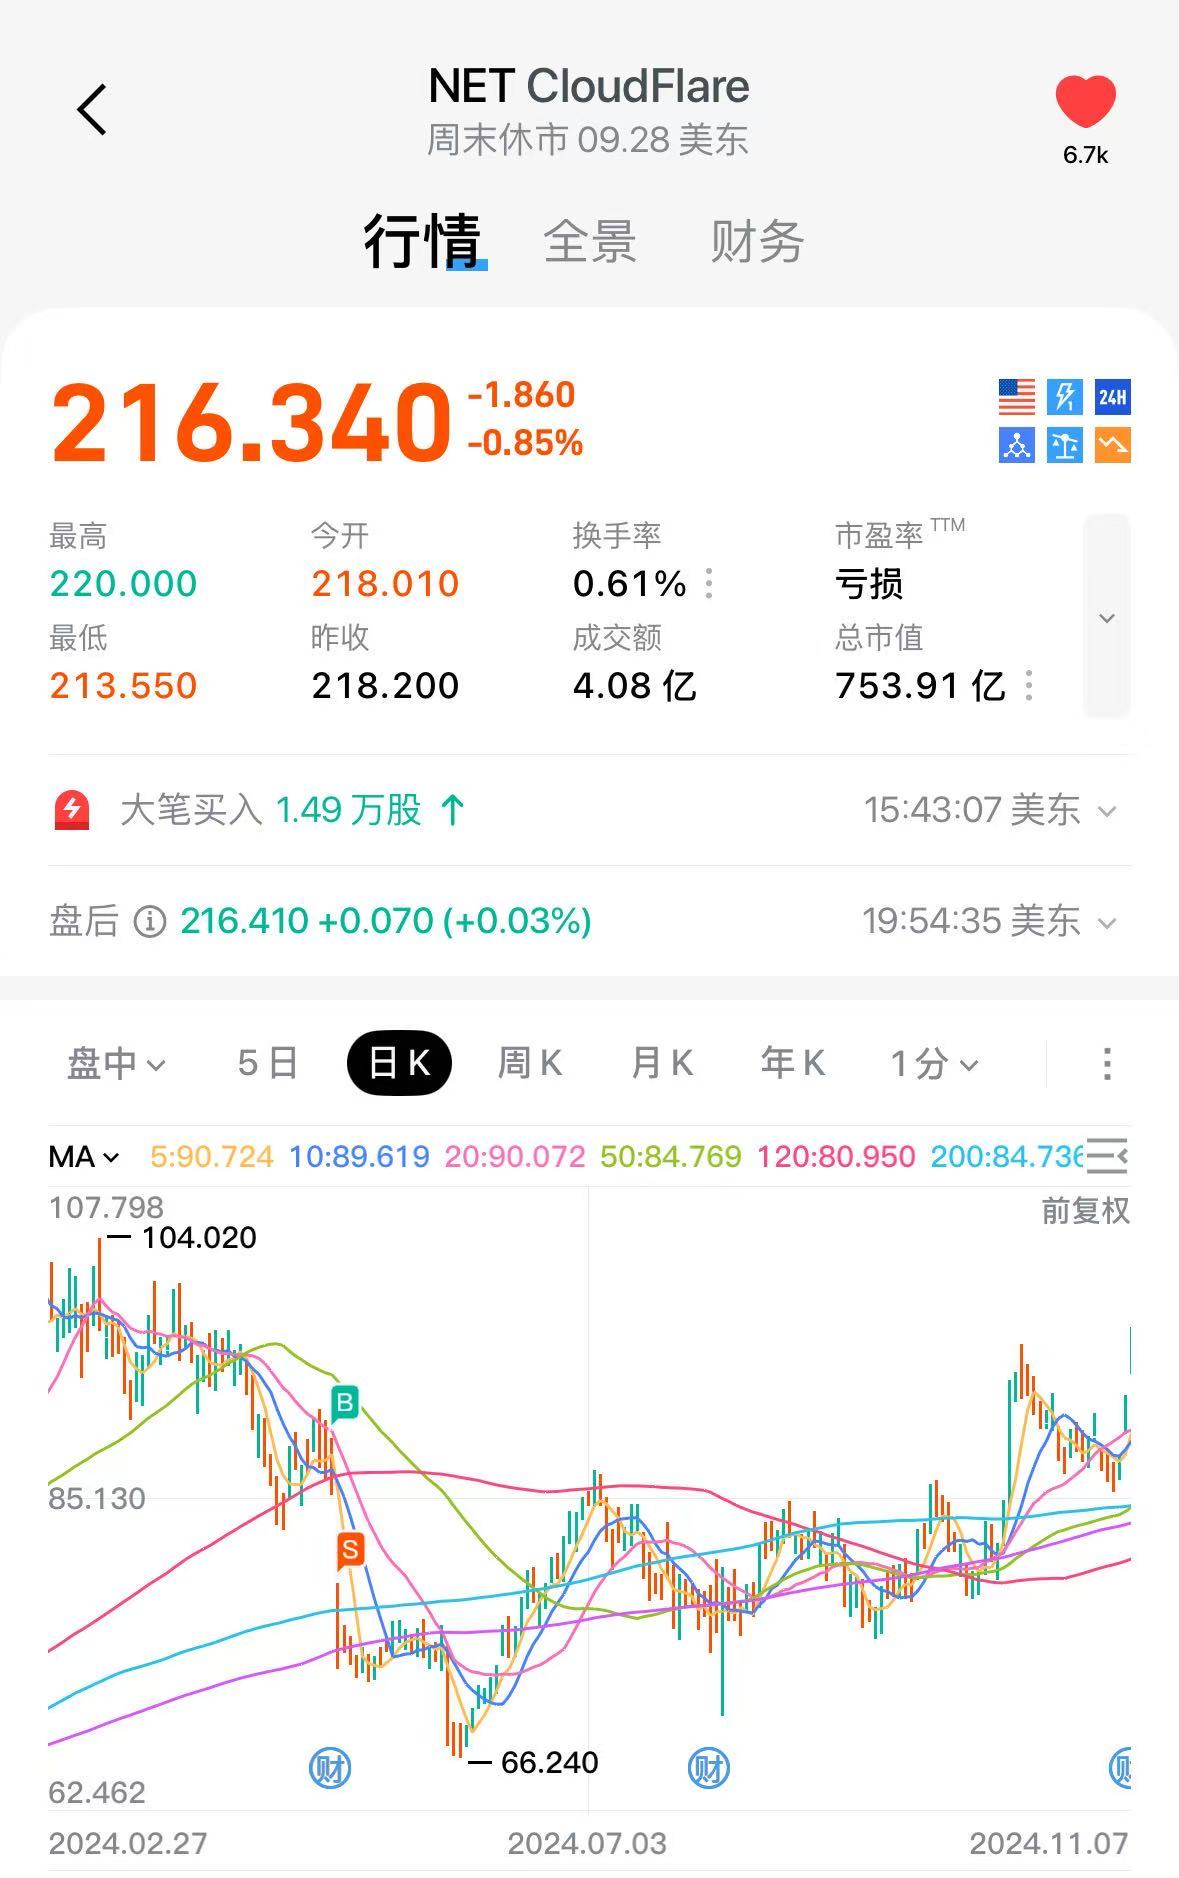 NET CloudFlare
周末休市 09.28 美东
6.7k
行情 全景 财务
216.340
-1.860
-0.85%
24H
最高 今开 换手率 市盈率 TTM
220.000 218.010 0.61% 亏损
最低 昨收 成交额 总市值
213.550 218.200 4.08 亿 753.91 亿
大笔买入 1.49 万股 ↑ 15:43:07 美东
盘后 216.410 +0.070 (+0.03%) 19:54:35 美东
盘中 5 日 日 K 周 K 月 K 年 K 1 分
MA 5:90.724 10:89.619 20:90.072 50:84.769 120:80.950 200:84.736
107.798 前复权
104.020
B
85.130
S
66.240
财 财 财
62.462
2024.02.27 2024.07.03 2024.11.07